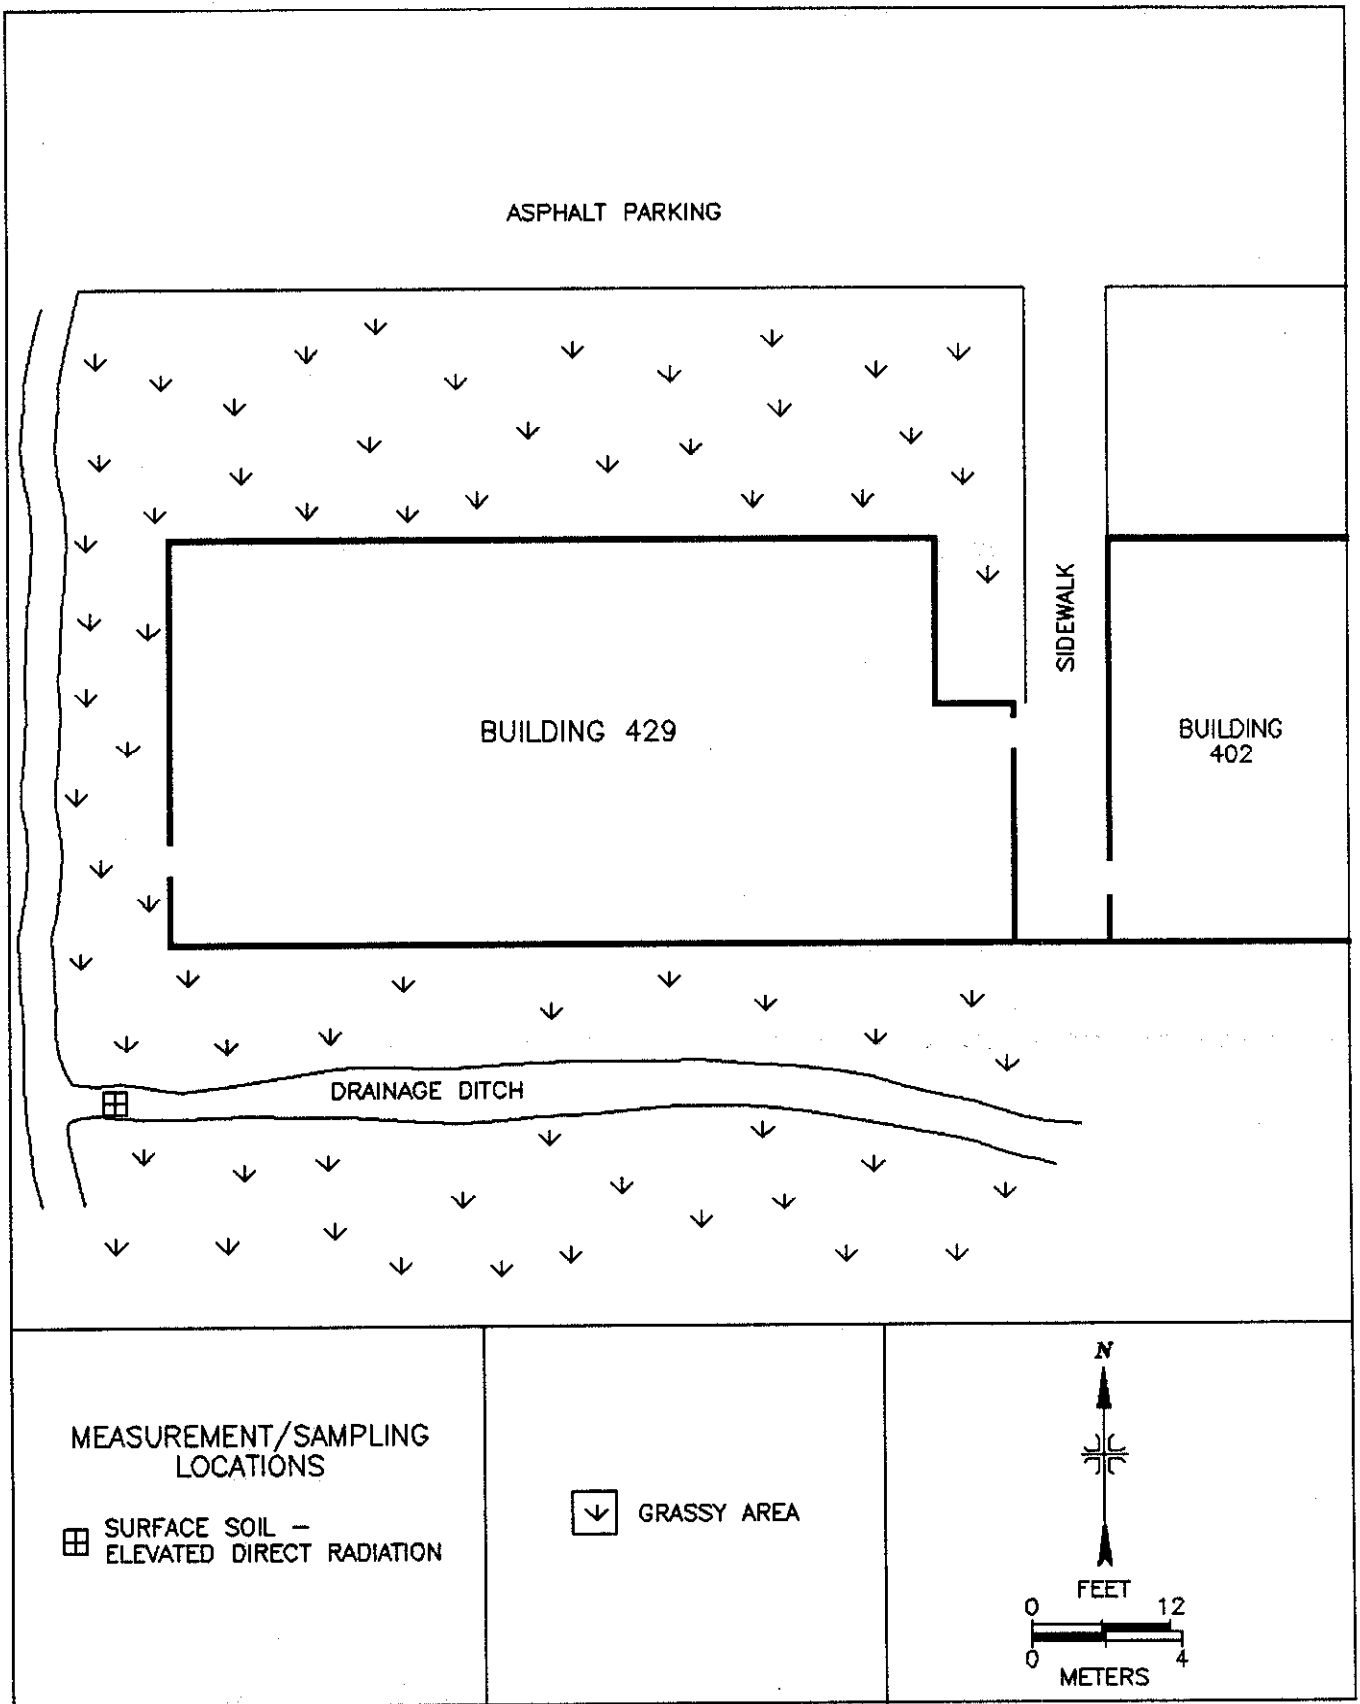 ASPHALT PARKING
SIDEWALK
BUILDING 429
BUILDING
402
DRAINAGE DITCH
MEASUREMENT/SAMPLING
LOCATIONS
SURFACE SOIL –
ELEVATED DIRECT RADIATION
GRASSY AREA
N
FEET
0 12
0 4
METERS